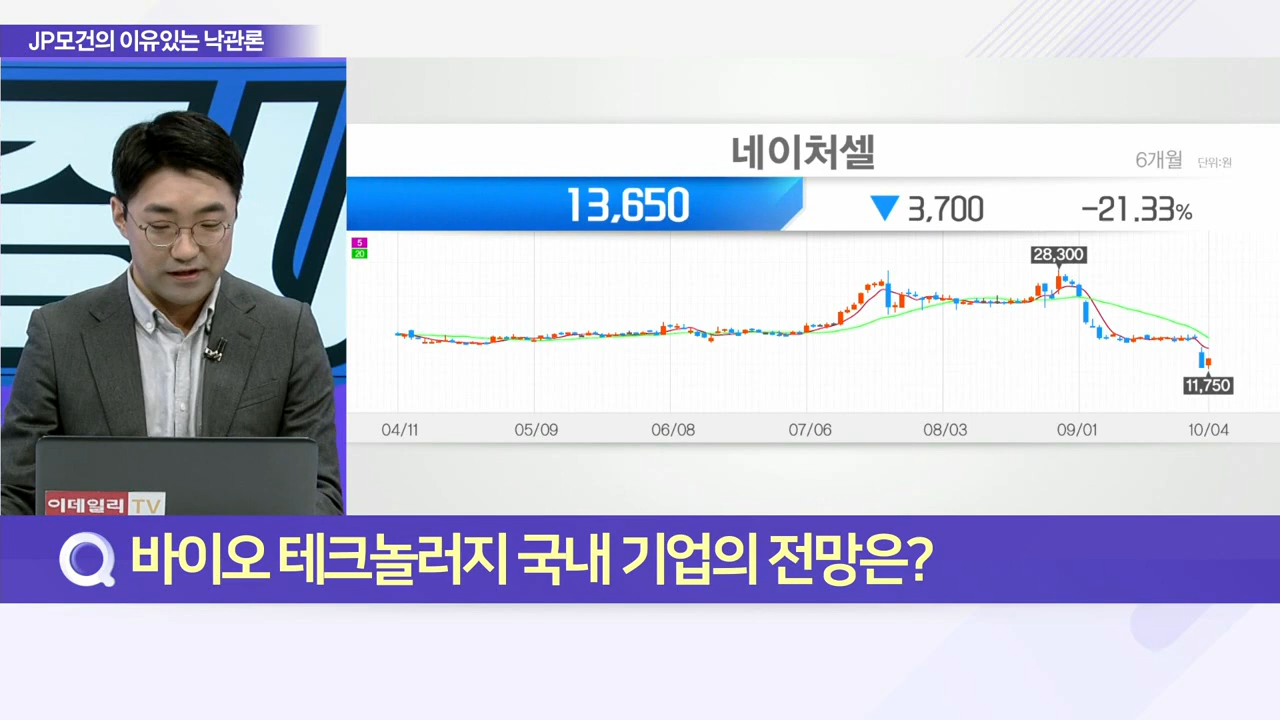 JP모건의 이유있는 낙관론
네이처셀
6개월 단위:원
13,650 ▼ 3,700 -21.33%
5
20
28,300
11,750
04/11 05/09 06/08 07/06 08/03 09/01 10/04
이데일리 TV
바이오 테크놀러지 국내 기업의 전망은?